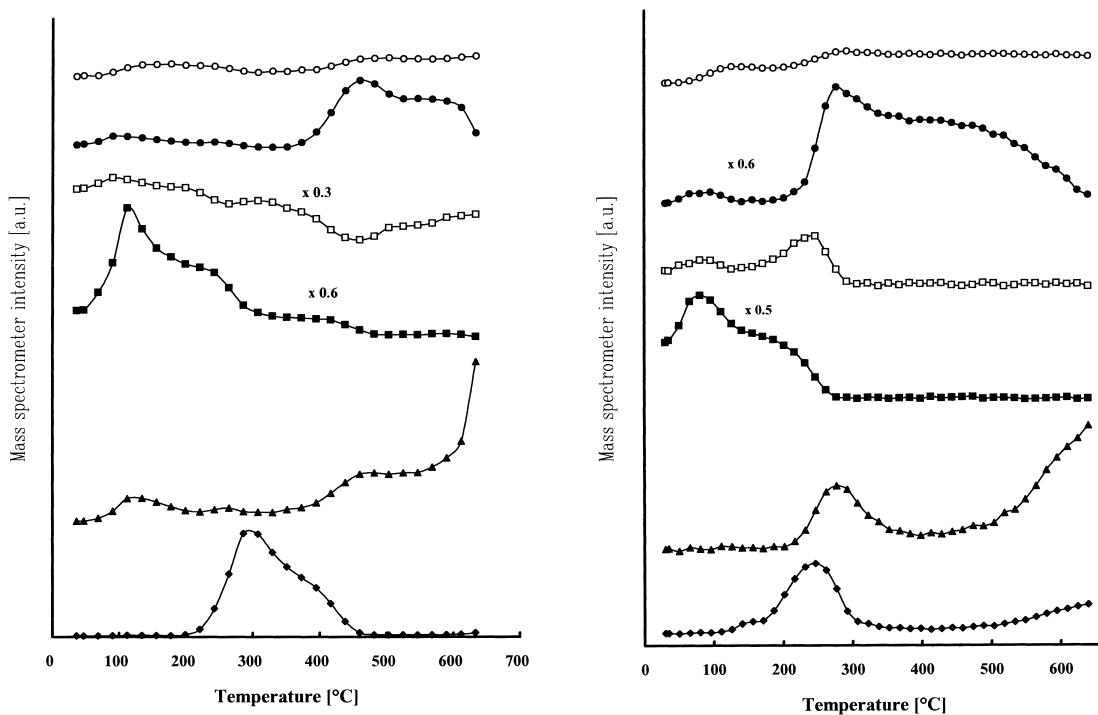 Mass spectrometer intensity [a.u.]
x 0.3
x 0.6
0 100 200 300 400 500 600 700
Temperature [°C]
Mass spectrometer intensity [a.u.]
x 0.6
x 0.5
0 100 200 300 400 500 600
Temperature [°C]